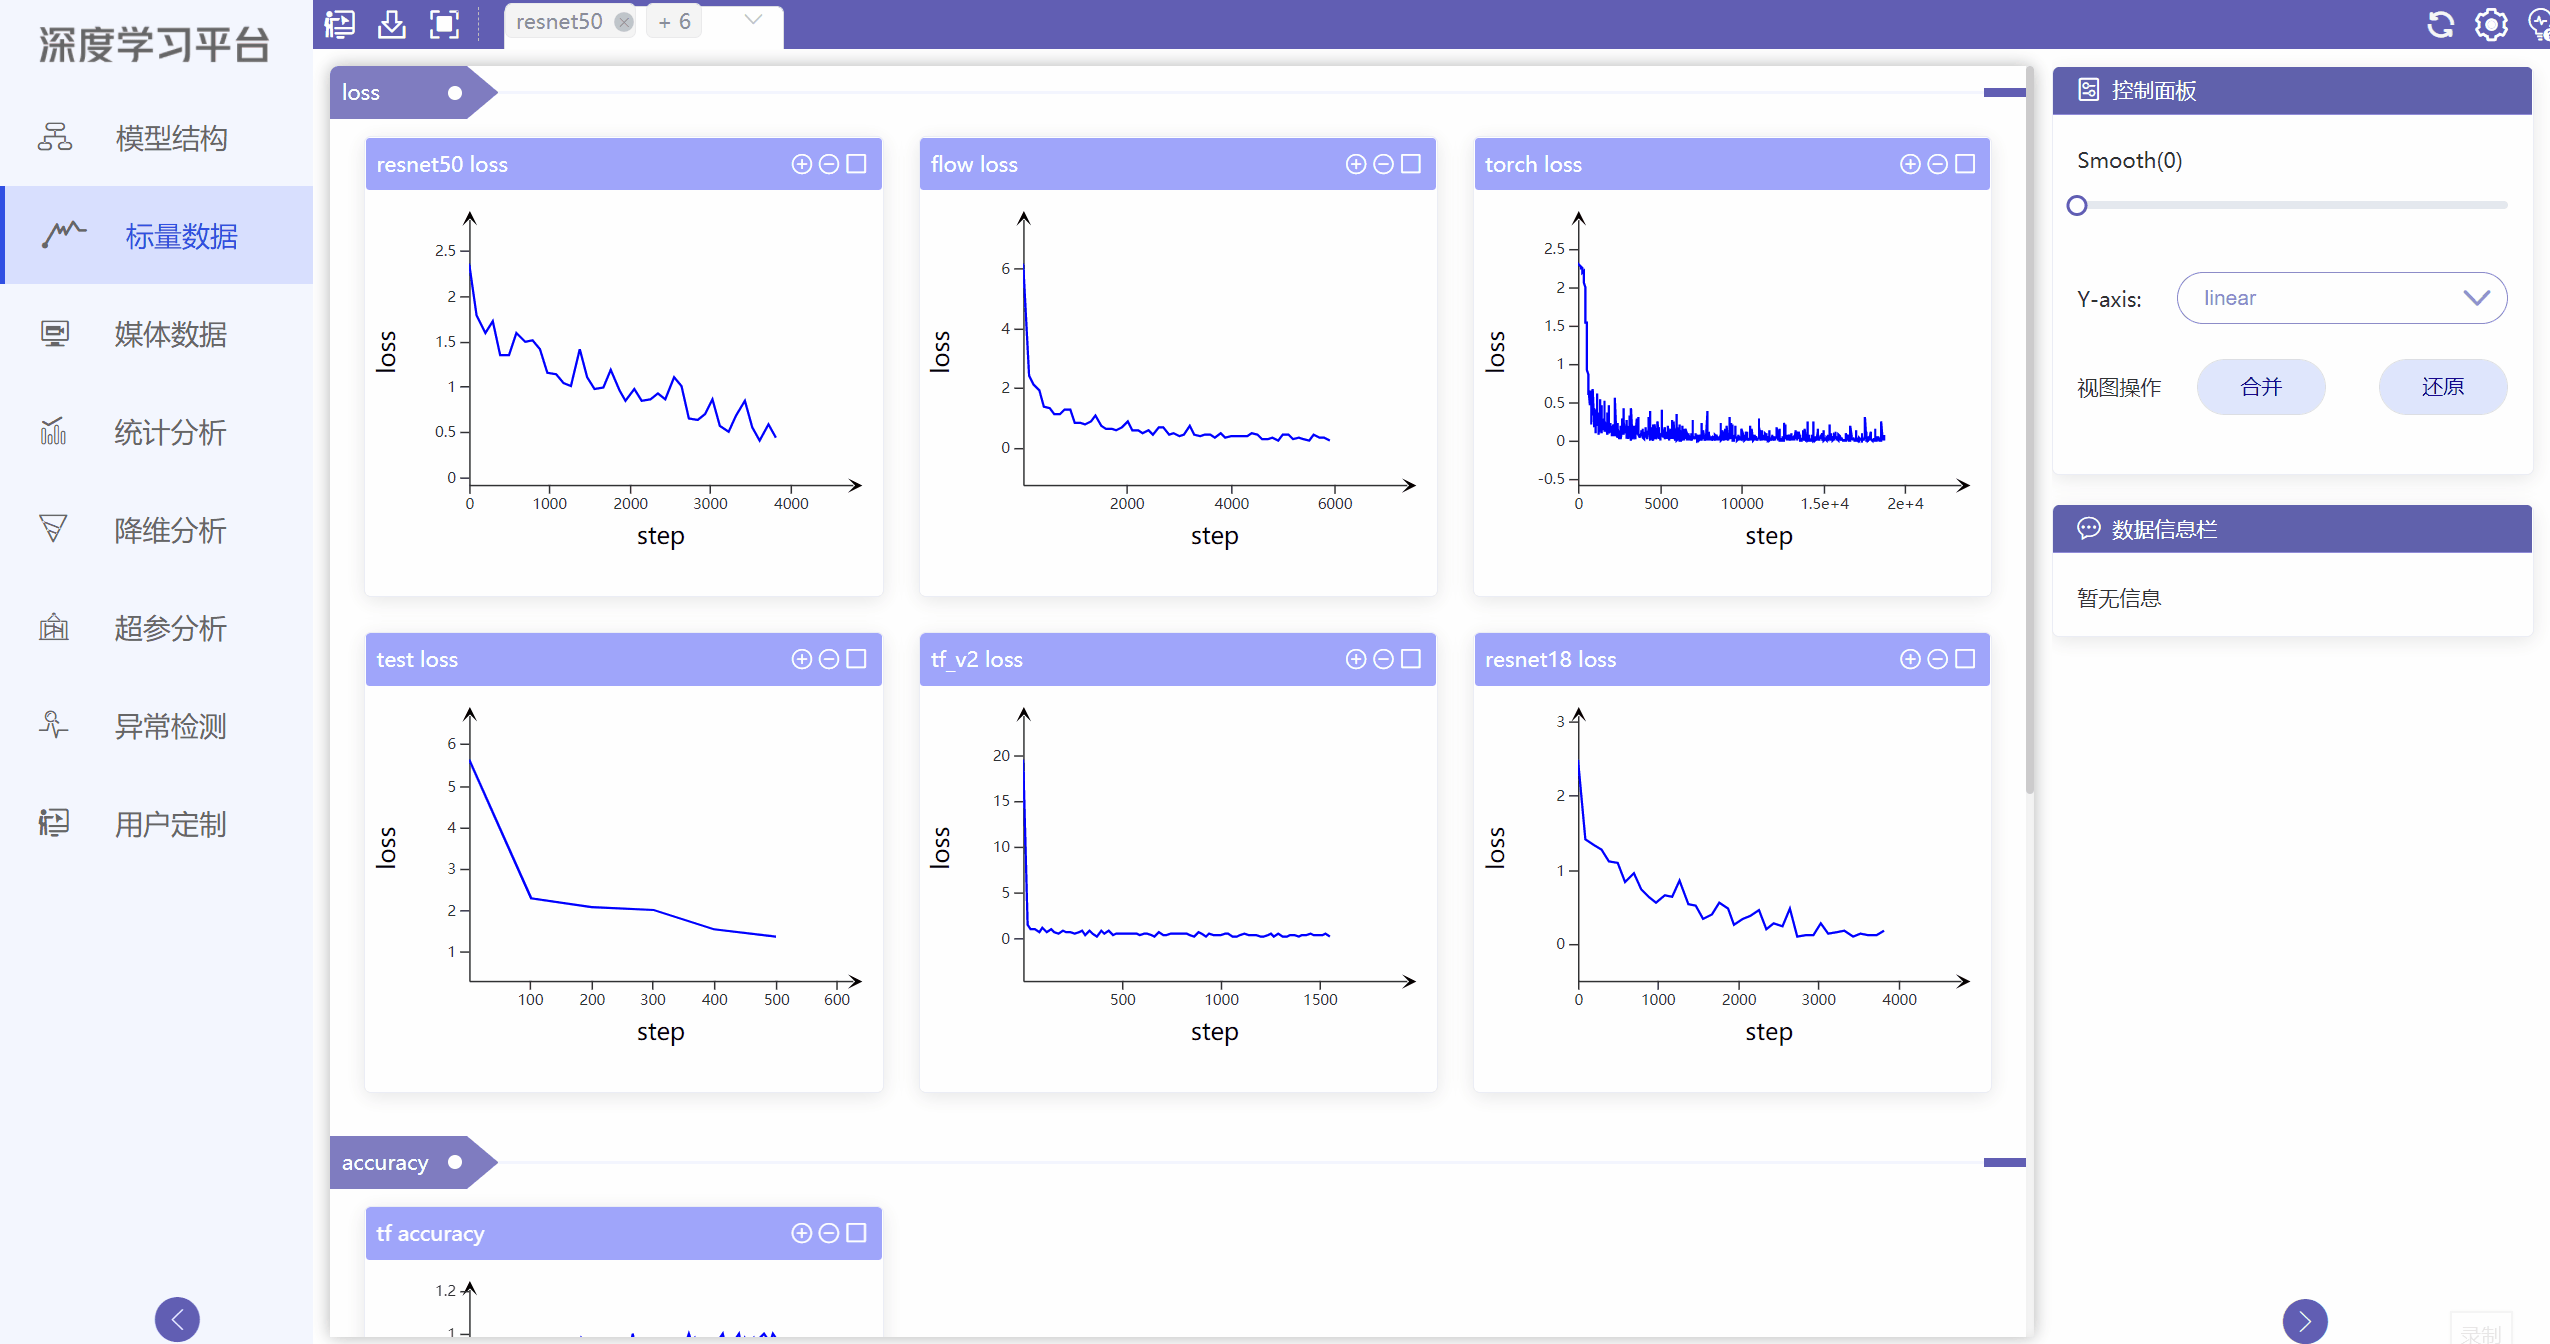 深度学习平台
模型结构
标量数据
媒体数据
统计分析
降维分析
超参分析
异常检测
用户定制
resnet50
+ 6
loss
resnet50 loss
2.5
2
1.5
1
0.5
0
loss
0 1000 2000 3000 4000
step
flow loss
6
4
2
0
loss
2000 4000 6000
step
torch loss
2.5
2
1.5
1
0.5
0
-0.5
loss
0 5000 10000 1.5e+4 2e+4
step
test loss
6
5
4
3
2
1
loss
100 200 300 400 500 600
step
tf_v2 loss
20
15
10
5
0
loss
500 1000 1500
step
resnet18 loss
3
2
1
0
loss
0 1000 2000 3000 4000
step
accuracy
tf accuracy
1.2
1
控制面板
Smooth(0)
Y-axis: linear
视图操作 合并 还原
数据信息栏
暂无信息
录制